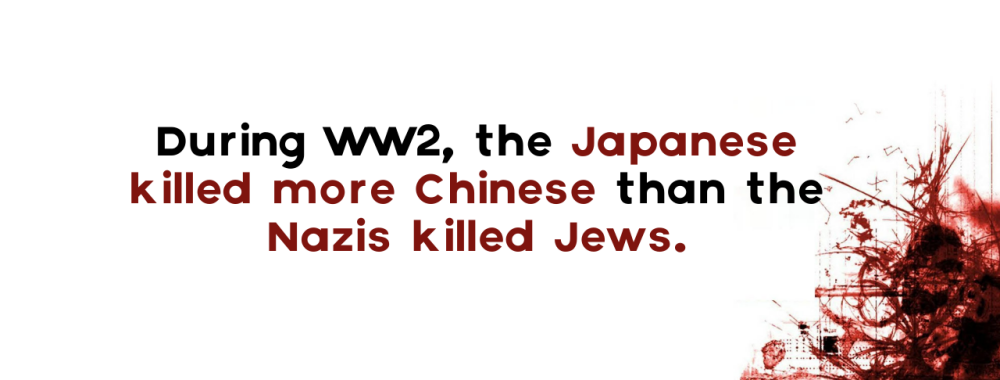 During WW2, the Japanese
killed more Chinese than the
Nazis killed Jews.